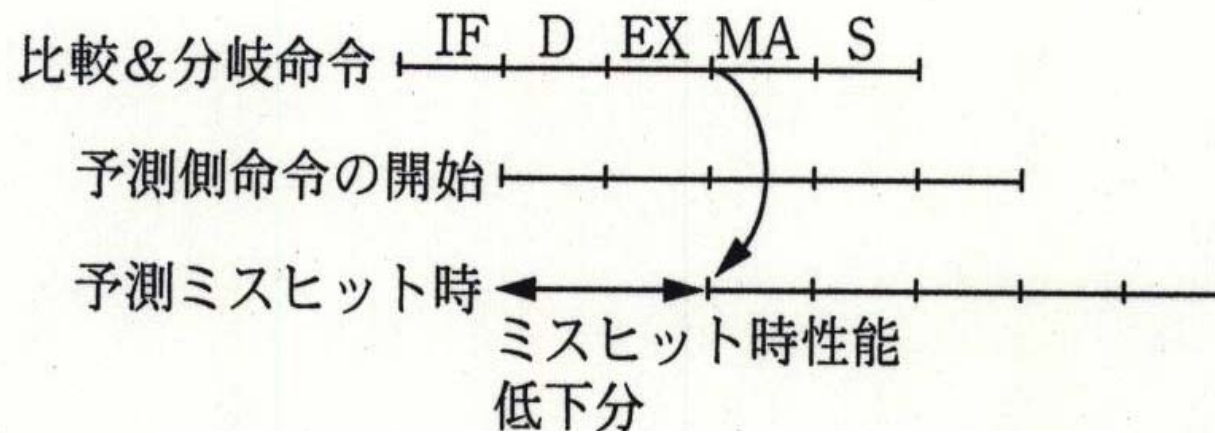 IF D EX MA S
比較&分岐命令
予測側命令の開始
予測ミスヒット時
ミスヒット時性能
低下分